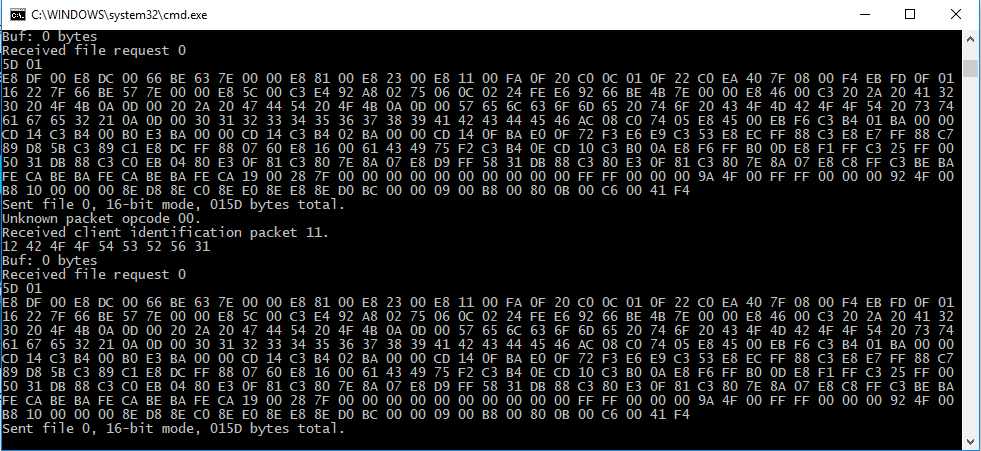 C:\WINDOWS\system32\cmd.exe
Buf: 0 bytes
Received file request 0
5D 01
E8 DF 00 E8 DC 00 66 BE 63 7E 00 00 E8 81 00 E8 23 00 E8 11 00 FA 0F 20 C0 0C 01 0F 22 C0 EA 40 7F 08 00 F4 EB FD 0F 01
16 22 7F 66 BE 57 7E 00 00 E8 5C 00 C3 E4 92 A8 02 75 06 0C 02 24 FE E6 92 66 BE 4B 7E 00 00 E8 46 00 C3 20 2A 20 41 32
30 20 4F 4B 0A 0D 00 20 2A 20 47 44 54 20 4F 4B 0A 0D 00 57 65 6C 63 6F 6D 65 20 74 6F 20 43 4F 4D 42 4F 4F 54 20 73 74
61 67 65 32 21 0A 0D 00 30 31 32 33 34 35 36 37 38 39 41 42 43 44 45 46 AC 08 C0 74 05 E8 45 00 EB F6 C3 B4 01 BA 00 00
CD 14 C3 B4 00 B0 E3 BA 00 00 CD 14 C3 B4 02 BA 00 00 CD 14 0F BA E0 0F 72 F3 E6 E9 C3 53 E8 EC FF 88 C3 E8 E7 FF 88 C7
89 D8 5B C3 89 C1 E8 DC FF 88 07 60 E8 16 00 61 43 49 75 F2 C3 B4 0E CD 10 C3 B0 0A E8 F6 FF B0 0D E8 F1 FF C3 25 FF 00
50 31 DB 88 C3 C0 EB 04 80 E3 0F 81 C3 80 7E 8A 07 E8 D9 FF 58 31 DB 88 C3 80 E3 0F 81 C3 80 7E 8A 07 E8 C8 FF C3 BE BA
FE CA BE BA FE CA BE BA FE CA 19 00 28 7F 00 00 00 00 00 00 00 00 00 00 FF FF 00 00 00 9A 4F 00 FF FF 00 00 00 92 4F 00
B8 10 00 00 00 8E D8 8E C0 8E E0 8E E8 8E D0 BC 00 00 09 00 B8 00 80 0B 00 C6 00 41 F4
Sent file 0, 16-bit mode, 015D bytes total.
Unknown packet opcode 00.
Received client identification packet 11.
12 42 4F 4F 54 53 52 56 31
Buf: 0 bytes
Received file request 0
5D 01
E8 DF 00 E8 DC 00 66 BE 63 7E 00 00 E8 81 00 E8 23 00 E8 11 00 FA 0F 20 C0 0C 01 0F 22 C0 EA 40 7F 08 00 F4 EB FD 0F 01
16 22 7F 66 BE 57 7E 00 00 E8 5C 00 C3 E4 92 A8 02 75 06 0C 02 24 FE E6 92 66 BE 4B 7E 00 00 E8 46 00 C3 20 2A 20 41 32
30 20 4F 4B 0A 0D 00 20 2A 20 47 44 54 20 4F 4B 0A 0D 00 57 65 6C 63 6F 6D 65 20 74 6F 20 43 4F 4D 42 4F 4F 54 20 73 74
61 67 65 32 21 0A 0D 00 30 31 32 33 34 35 36 37 38 39 41 42 43 44 45 46 AC 08 C0 74 05 E8 45 00 EB F6 C3 B4 01 BA 00 00
CD 14 C3 B4 00 B0 E3 BA 00 00 CD 14 C3 B4 02 BA 00 00 CD 14 0F BA E0 0F 72 F3 E6 E9 C3 53 E8 EC FF 88 C3 E8 E7 FF 88 C7
89 D8 5B C3 89 C1 E8 DC FF 88 07 60 E8 16 00 61 43 49 75 F2 C3 B4 0E CD 10 C3 B0 0A E8 F6 FF B0 0D E8 F1 FF C3 25 FF 00
50 31 DB 88 C3 C0 EB 04 80 E3 0F 81 C3 80 7E 8A 07 E8 D9 FF 58 31 DB 88 C3 80 E3 0F 81 C3 80 7E 8A 07 E8 C8 FF C3 BE BA
FE CA BE BA FE CA BE BA FE CA 19 00 28 7F 00 00 00 00 00 00 00 00 00 00 FF FF 00 00 00 9A 4F 00 FF FF 00 00 00 92 4F 00
B8 10 00 00 00 8E D8 8E C0 8E E0 8E E8 8E D0 BC 00 00 09 00 B8 00 80 0B 00 C6 00 41 F4
Sent file 0, 16-bit mode, 015D bytes total.